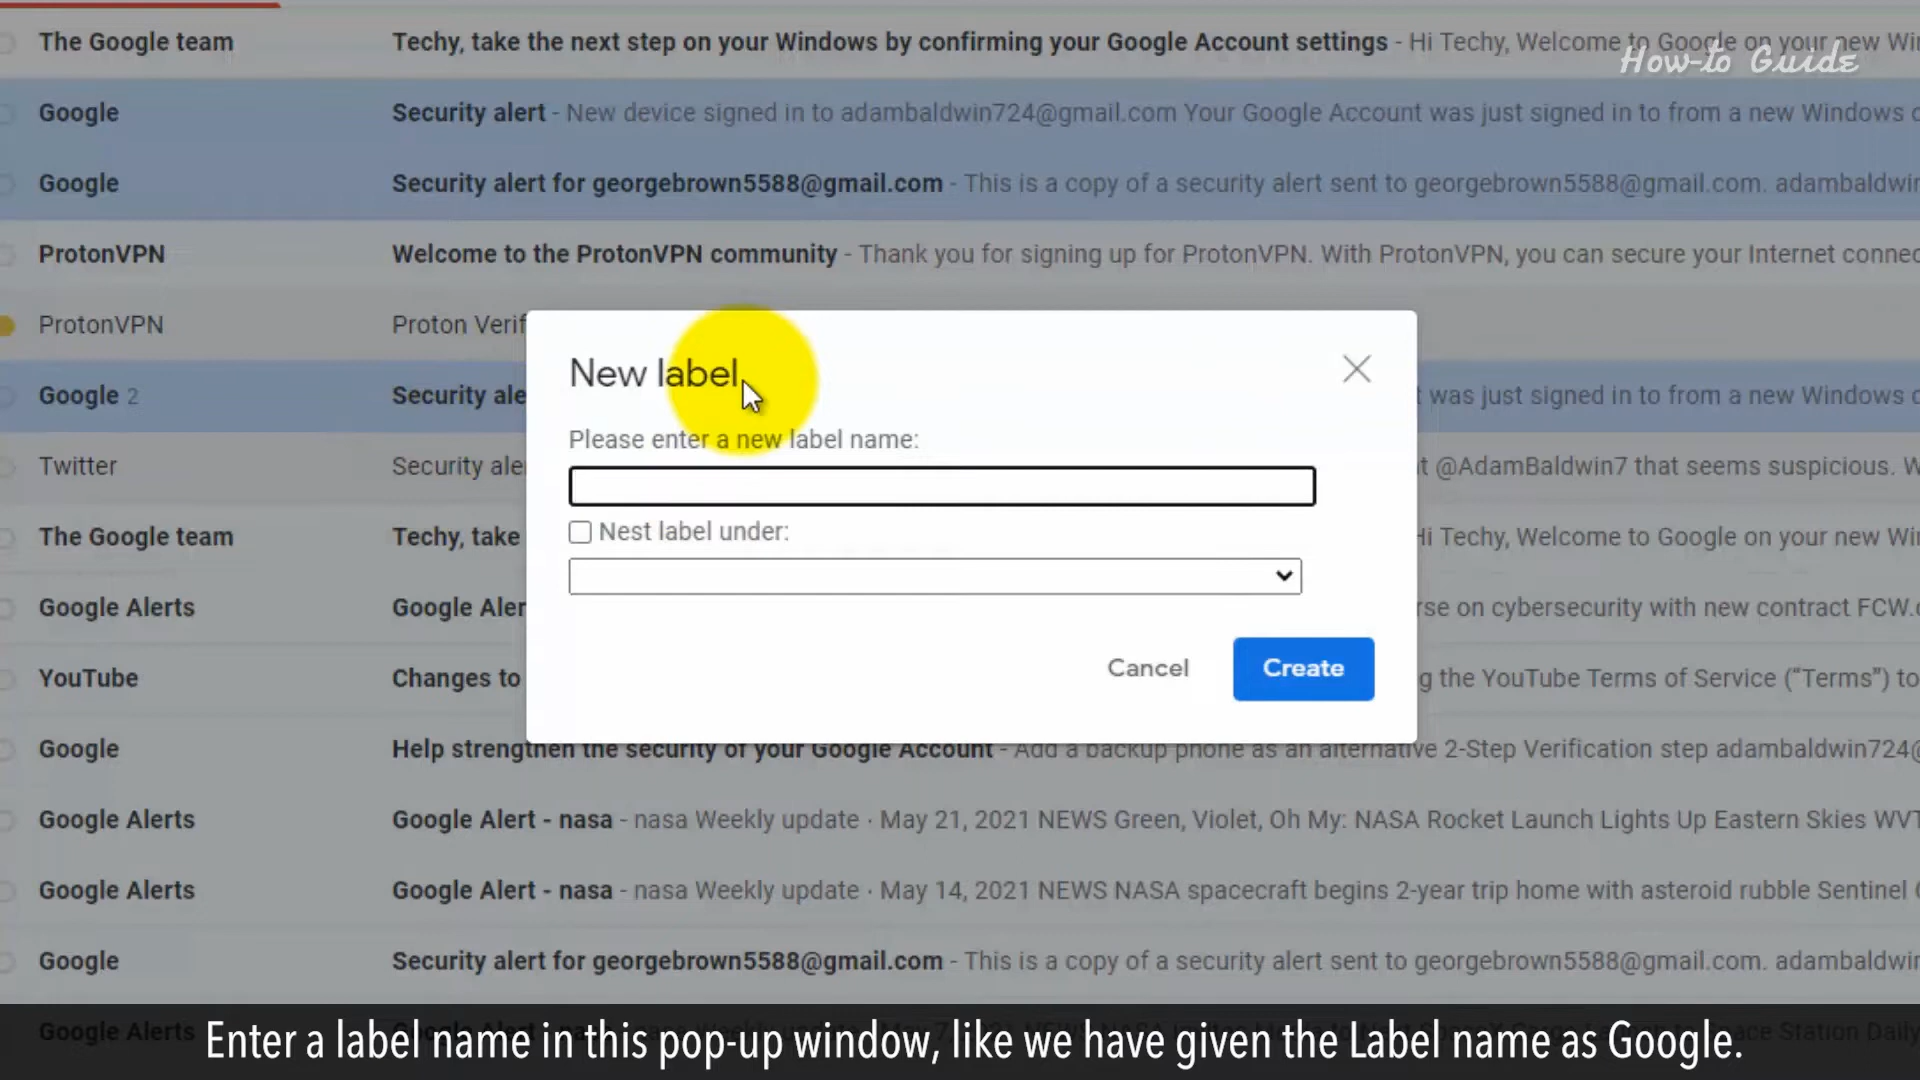 The Google team Techy, take the next step on your Windows by confirming your Google Account settings - Hi Techy, Welcome to Google on your new Wi
How-to Guide
Google Security alert - New device signed in to adambaldwin724@gmail.com Your Google Account was just signed in to from a new Windows
Google Security alert for georgebrown5588@gmail.com - This is a copy of a security alert sent to georgebrown5588@gmail.com. adambaldwi
ProtonVPN Welcome to the ProtonVPN community - Thank you for signing up for ProtonVPN. With ProtonVPN, you can secure your Internet connec
ProtonVPN Proton Verif
New label
Google 2 Security ale was just signed in to from a new Windows
Please enter a new label name:
Twitter Security ale t @AdamBaldwin7 that seems suspicious. W
Nest label under:
The Google team Techy, take Hi Techy, Welcome to Google on your new Wi
Google Alerts Google Aler rse on cybersecurity with new contract FCW.
Cancel Create
YouTube Changes to g the YouTube Terms of Service (“Terms”) to
Google Help strengthen the security of your Google Account - Add a backup phone as an alternative 2-Step Verification step adambaldwin724@
Google Alerts Google Alert - nasa - nasa Weekly update · May 21, 2021 NEWS Green, Violet, Oh My: NASA Rocket Launch Lights Up Eastern Skies WVT
Google Alerts Google Alert - nasa - nasa Weekly update · May 14, 2021 NEWS NASA spacecraft begins 2-year trip home with asteroid rubble Sentinel
Google Security alert for georgebrown5588@gmail.com - This is a copy of a security alert sent to georgebrown5588@gmail.com. adambaldwi
Google Alerts Space Station Daily
Enter a label name in this pop-up window, like we have given the Label name as Google.